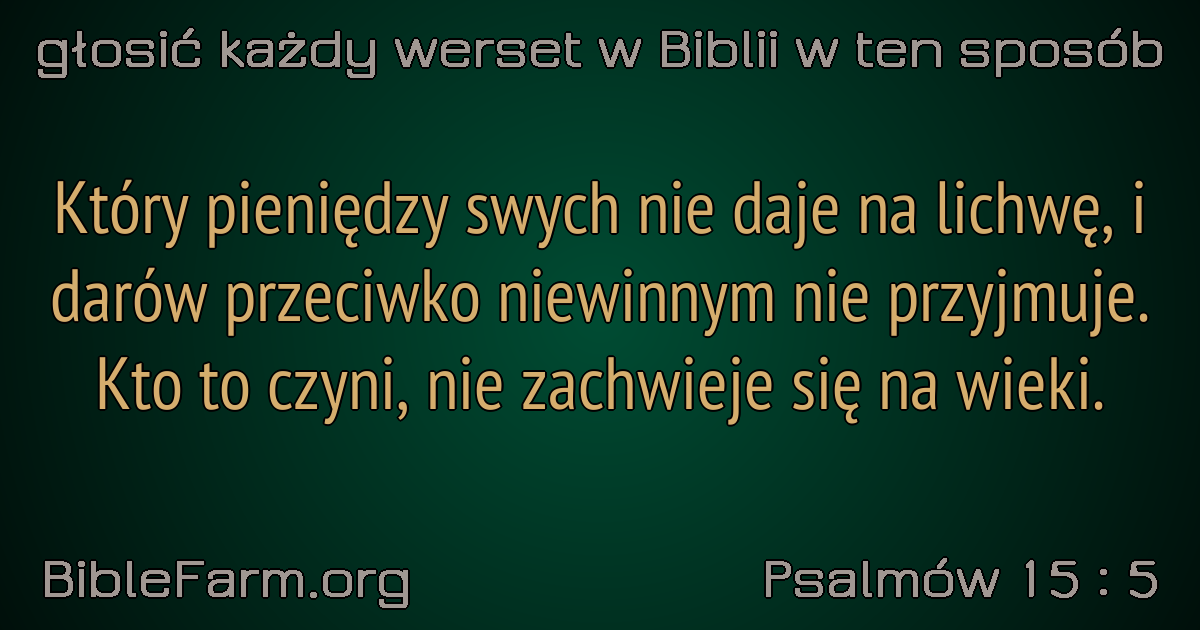 głosić każdy werset w Biblii w ten sposób
Który pieniędzy swych nie daje na lichwę, i
darów przeciwko niewinnym nie przyjmuje.
Kto to czyni, nie zachwieje się na wieki.
BibleFarm.org
Psalmów 15 : 5